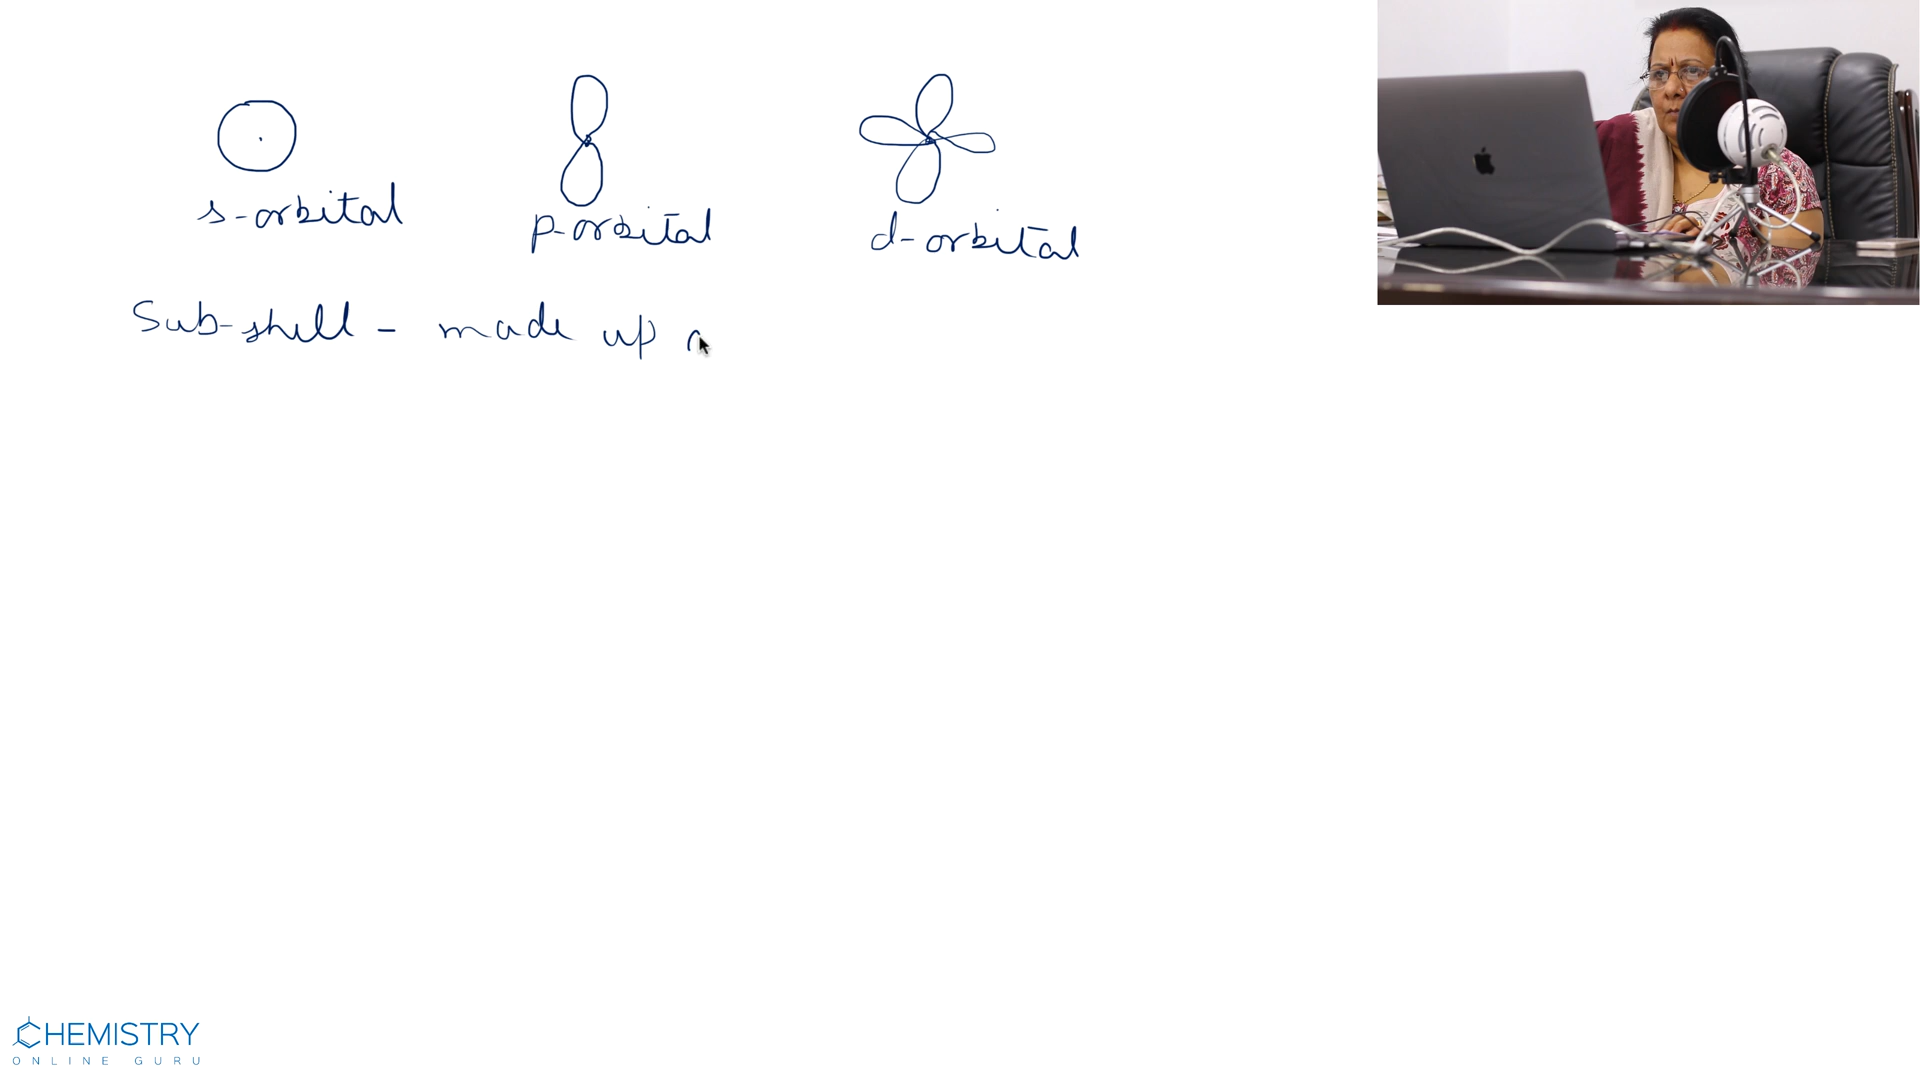 s-orbital
p-orbital
d-orbital
Sub-shell - made up
CHEMISTRY
ONLINE GURU